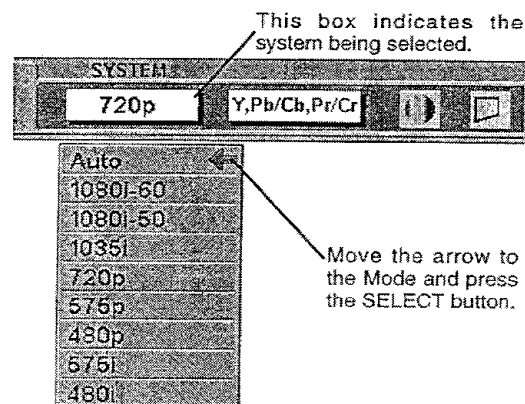 This box indicates the
system being selected.
SYSTEM
720p
Y,Pb/Cb,Pr/Cr
Auto
1080i-60
1080i-50
1035i
720p
575p
480p
575i
480i
Move the arrow to
the Mode and press
the SELECT button.